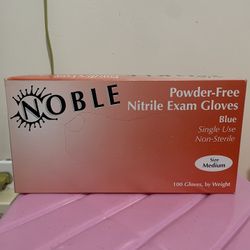 NOBLE
Powder-Free
Nitrile Exam Gloves
Blue
Single Use
Non-Sterile
Size
Medium
100 Gloves, by Weight